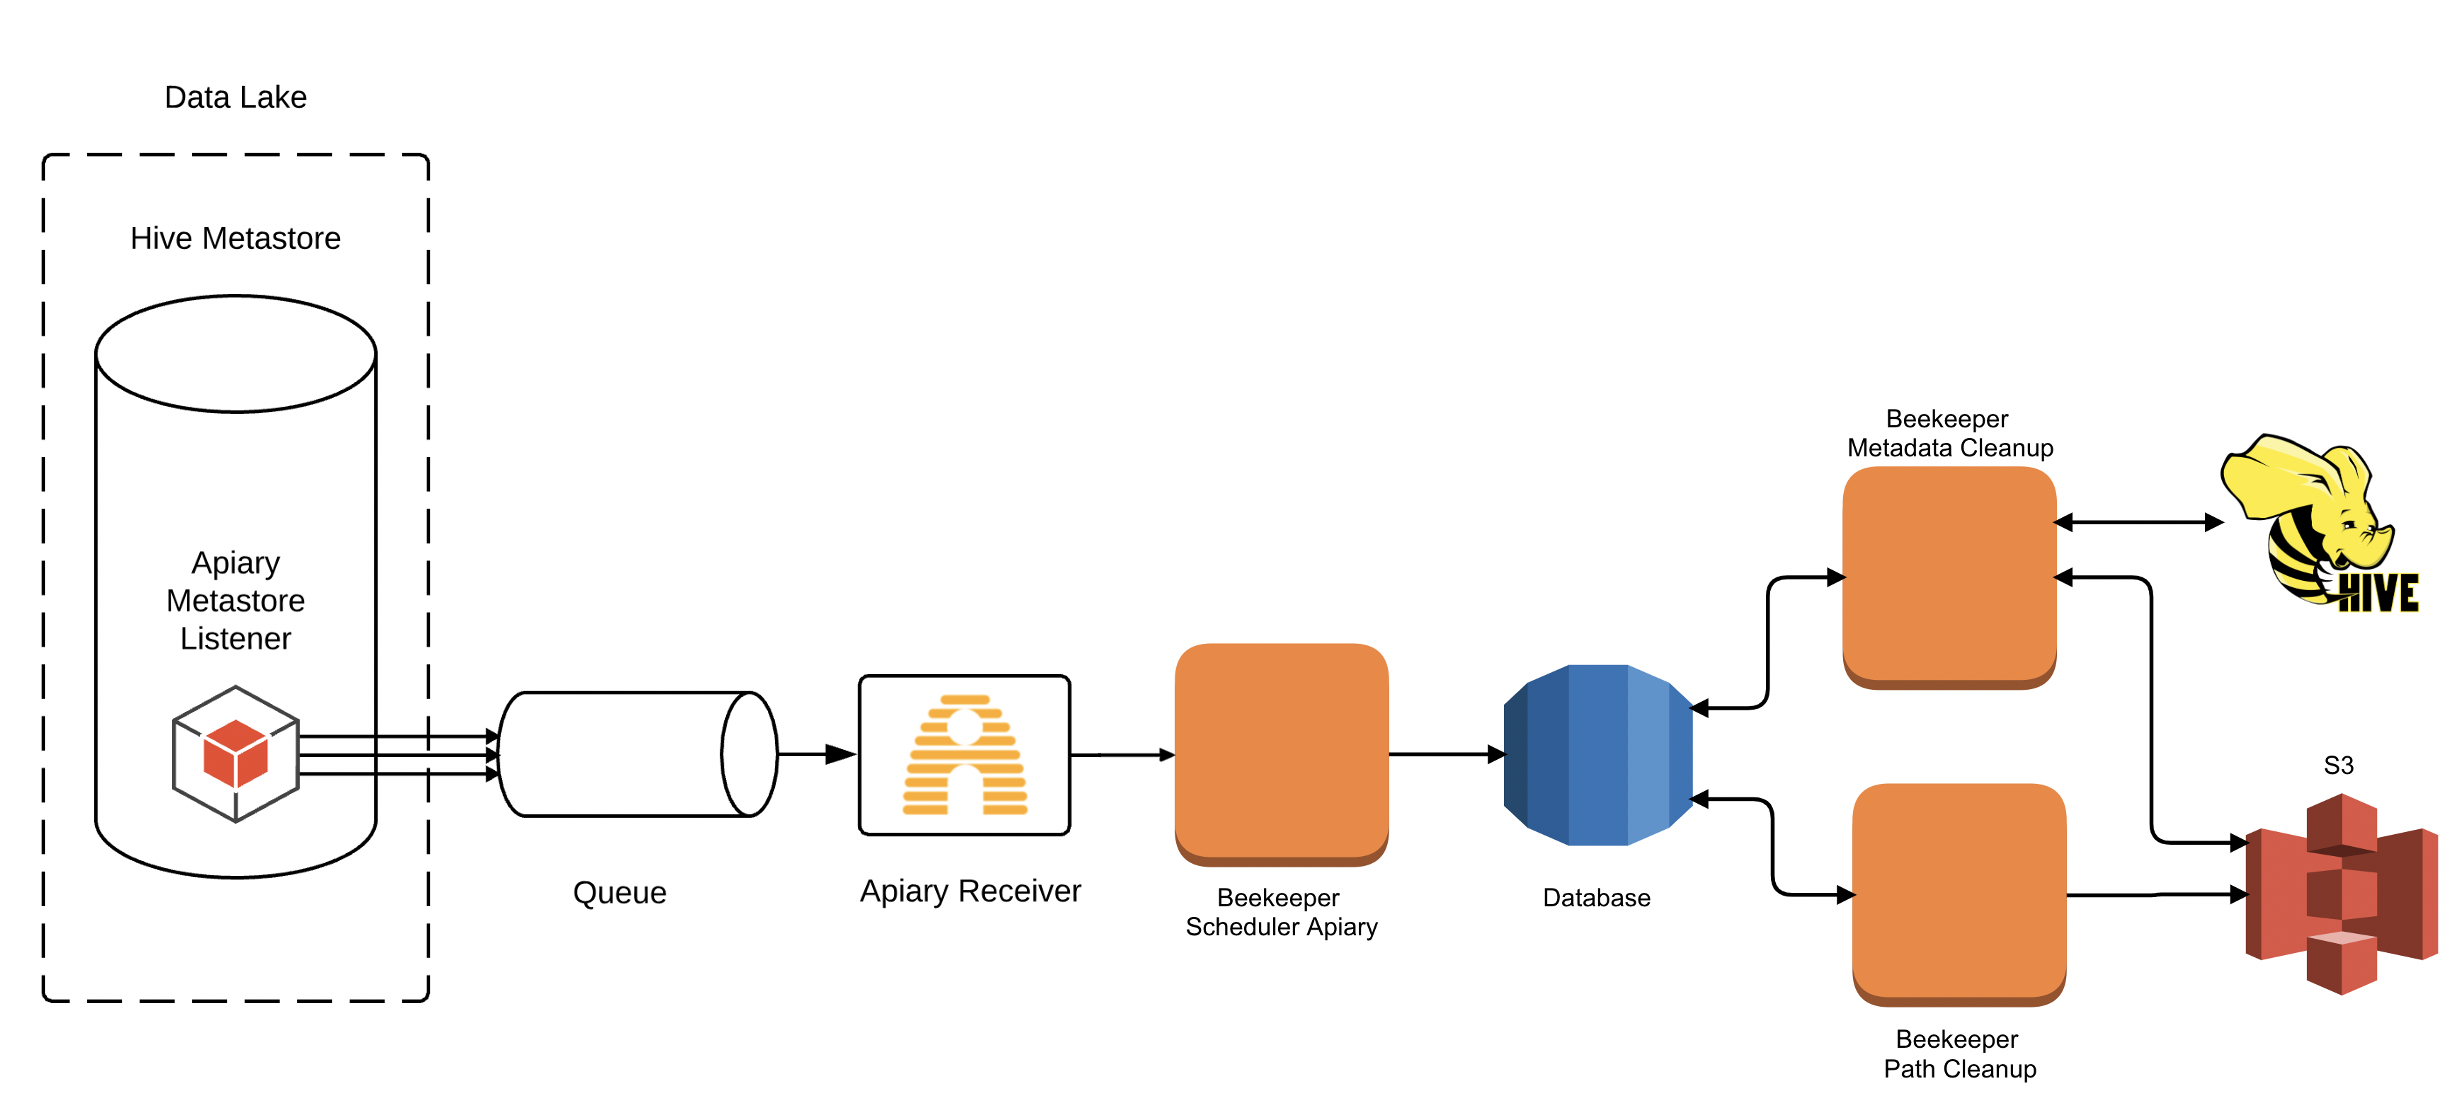 Data Lake
Hive Metastore
Apiary
Metastore
Listener
Queue
Apiary Receiver
Beekeeper
Scheduler Apiary
Database
Beekeeper
Metadata Cleanup
HIVE
S3
Beekeeper
Path Cleanup